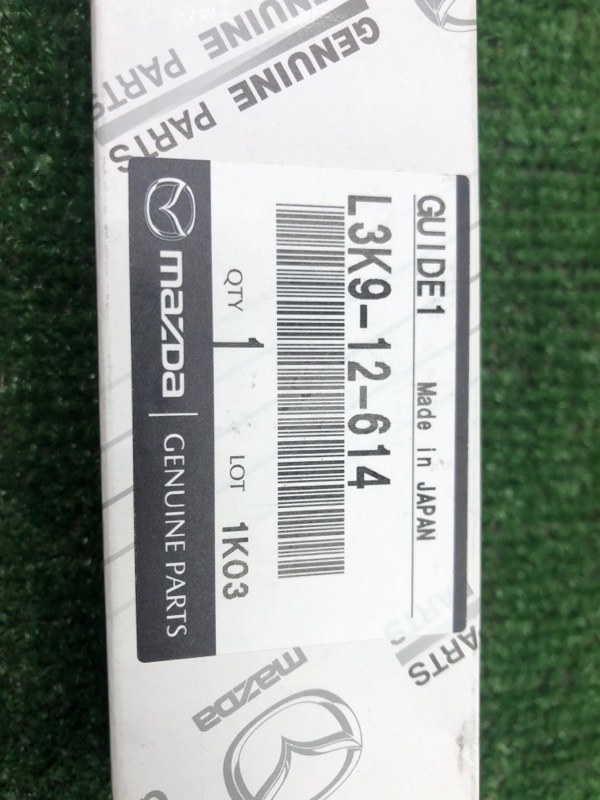 GENUINE PARTS
GENUINE PARTS
GUIDE1 Made in JAPAN
L3K9-12-614
QTY 1 LOT 1K03
mazda GENUINE PARTS
PARTS
mazda